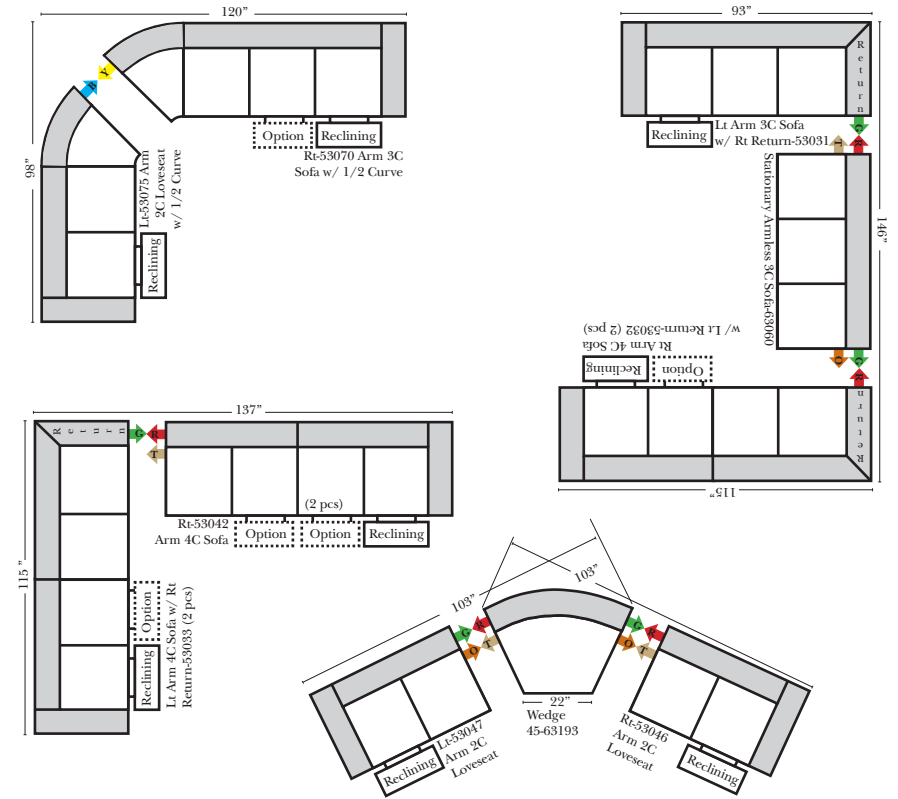 120”
B
Y
98”
Option
Reclining
Rt-53070 Arm 3C
Sofa w/ 1/2 Curve
Lt-53075 Arm
2C Loveseat
w/ 1/2 Curve
Reclining
93”
Return
Reclining
Lt Arm 3C Sofa
w/ Rt Return-53031
G
T
R
Stationary Armless 3C Sofa-63060
146”
O
G
R
Rt Arm 4C Sofa
w/ Lt Return-53032 (2 pcs)
Reclining
Option
Return
115”
137”
Return
G
R
T
(2 pcs)
Rt-53042
Arm 4C Sofa
Option
Option
Reclining
115”
Option
Reclining
Lt Arm 4C Sofa w/ Rt
Return-53033 (2 pcs)
103”
103”
G
R
O
T
G
R
O
T
22”
Wedge
45-63193
Lt-53047
Arm 2C
Loveseat
Reclining
Rt-53046
Arm 2C
Loveseat
Reclining